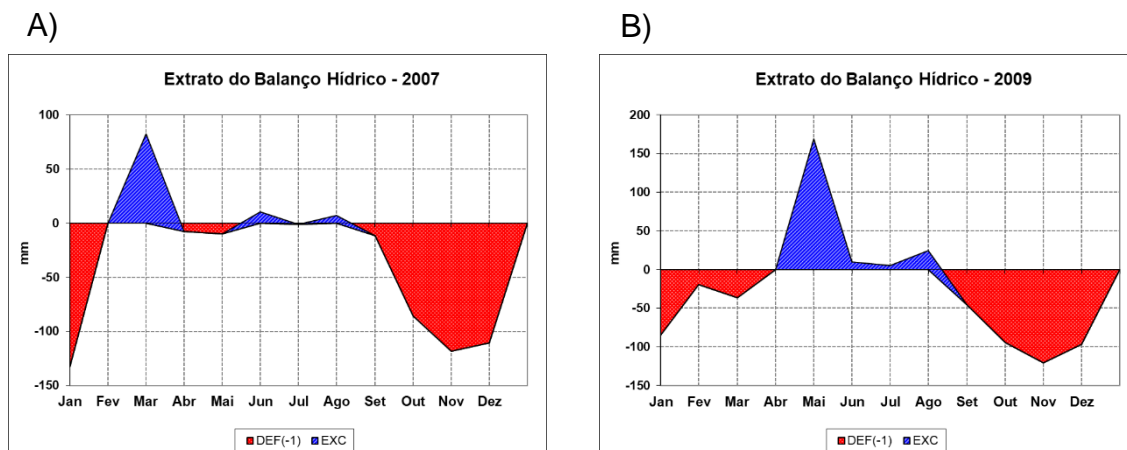 A)
Extrato do Balanço Hídrico - 2007
100
50
0
-50
-100
-150
mm
Jan Fev Mar Abr Mai Jun Jul Ago Set Out Nov Dez
DEF(-1) EXC
B)
Extrato do Balanço Hídrico - 2009
200
150
100
50
0
-50
-100
-150
mm
Jan Fev Mar Abr Mai Jun Jul Ago Set Out Nov Dez
DEF(-1) EXC